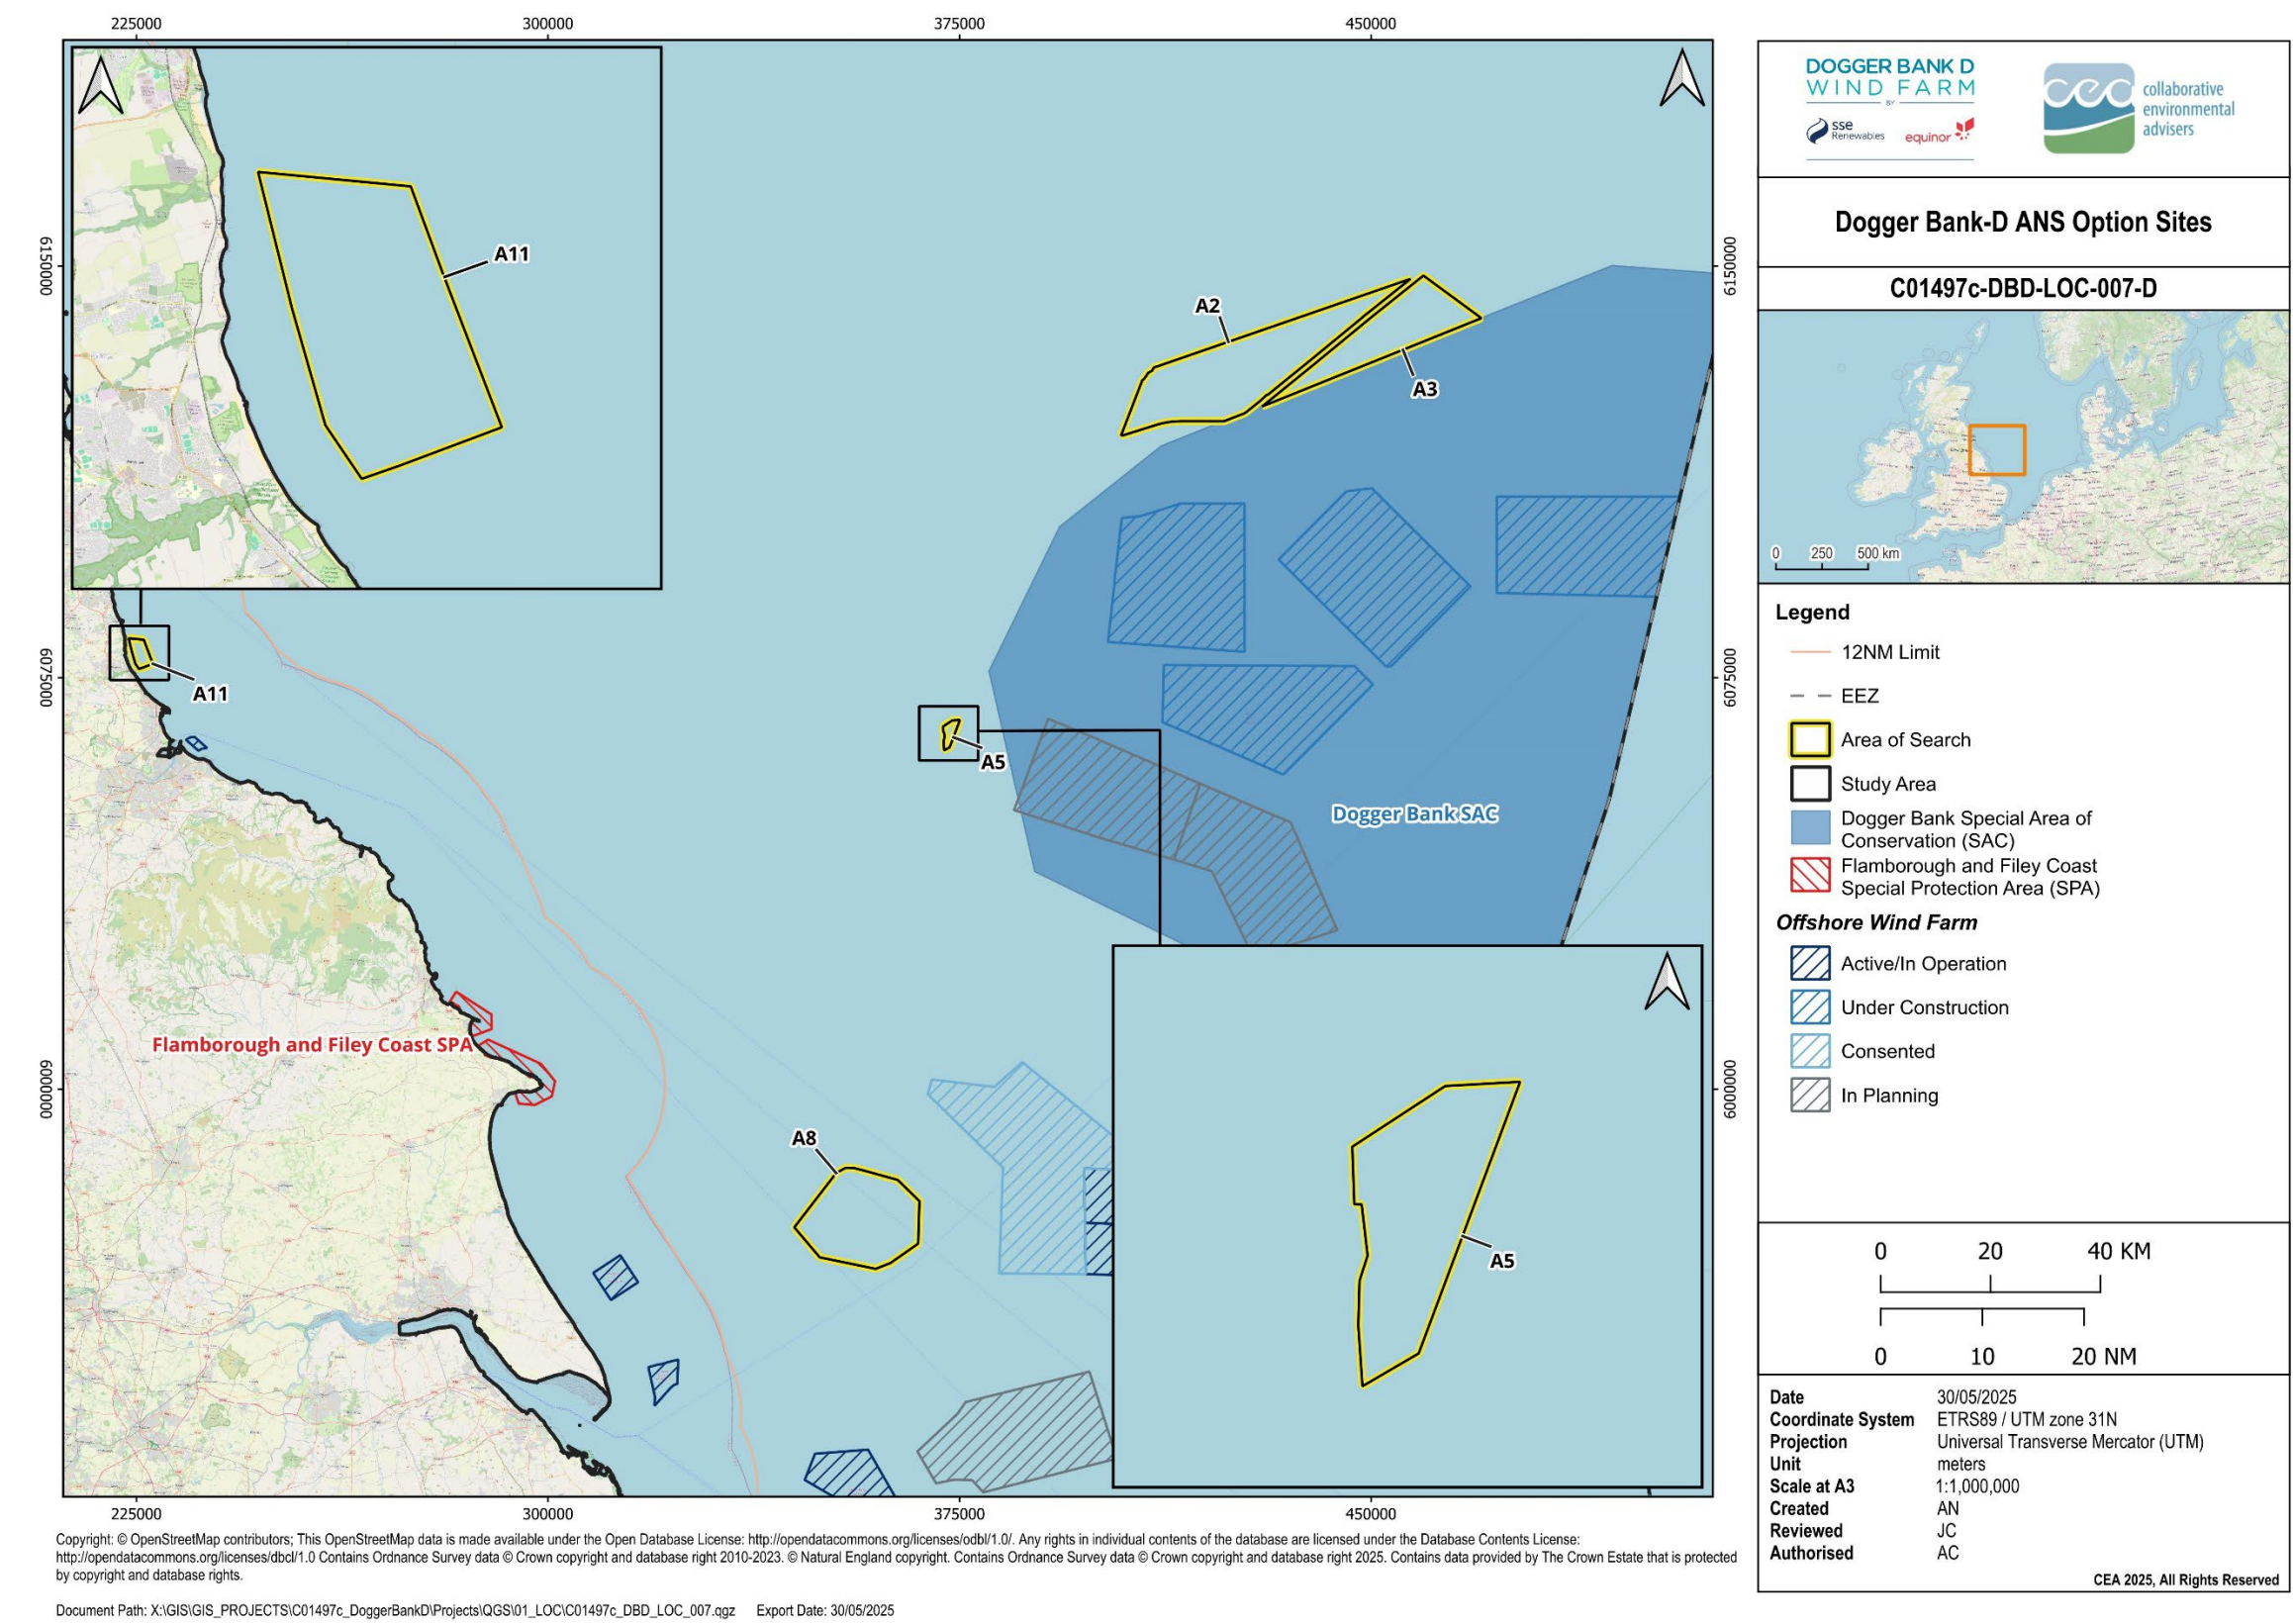 225000
300000
375000
450000
6150000
6075000
6000000
6150000
6075000
6000000
225000
300000
375000
450000
A11
A2
A3
A11
A5
Dogger Bank SAC
Flamborough and Filey Coast SPA
A8
A5
DOGGER BANK D
WIND FARM
BY
sse
Renewables
equinor
cea
collaborative
environmental
advisers
Dogger Bank-D ANS Option Sites
C01497c-DBD-LOC-007-D
0 250 500 km
Legend
12NM Limit
EEZ
Area of Search
Study Area
Dogger Bank Special Area of
Conservation (SAC)
Flamborough and Filey Coast
Special Protection Area (SPA)
Offshore Wind Farm
Active/In Operation
Under Construction
Consented
In Planning
0 20 40 KM
0 10 20 NM
Date 30/05/2025
Coordinate System ETRS89 / UTM zone 31N
Projection Universal Transverse Mercator (UTM)
Unit meters
Scale at A3 1:1,000,000
Created AN
Reviewed JC
Authorised AC
CEA 2025, All Rights Reserved
Copyright: © OpenStreetMap contributors; This OpenStreetMap data is made available under the Open Database License: http://opendatacommons.org/licenses/odbl/1.0/. Any rights in individual contents of the database are licensed under the Database Contents License:
http://opendatacommons.org/licenses/dbcl/1.0 Contains Ordnance Survey data © Crown copyright and database right 2010-2023. © Natural England copyright. Contains Ordnance Survey data © Crown copyright and database right 2025. Contains data provided by The Crown Estate that is protected
by copyright and database rights.
Document Path: X:\GIS\GIS_PROJECTS\C01497c_DoggerBankD\Projects\QGS\01_LOC\C01497c_DBD_LOC_007.qgz Export Date: 30/05/2025